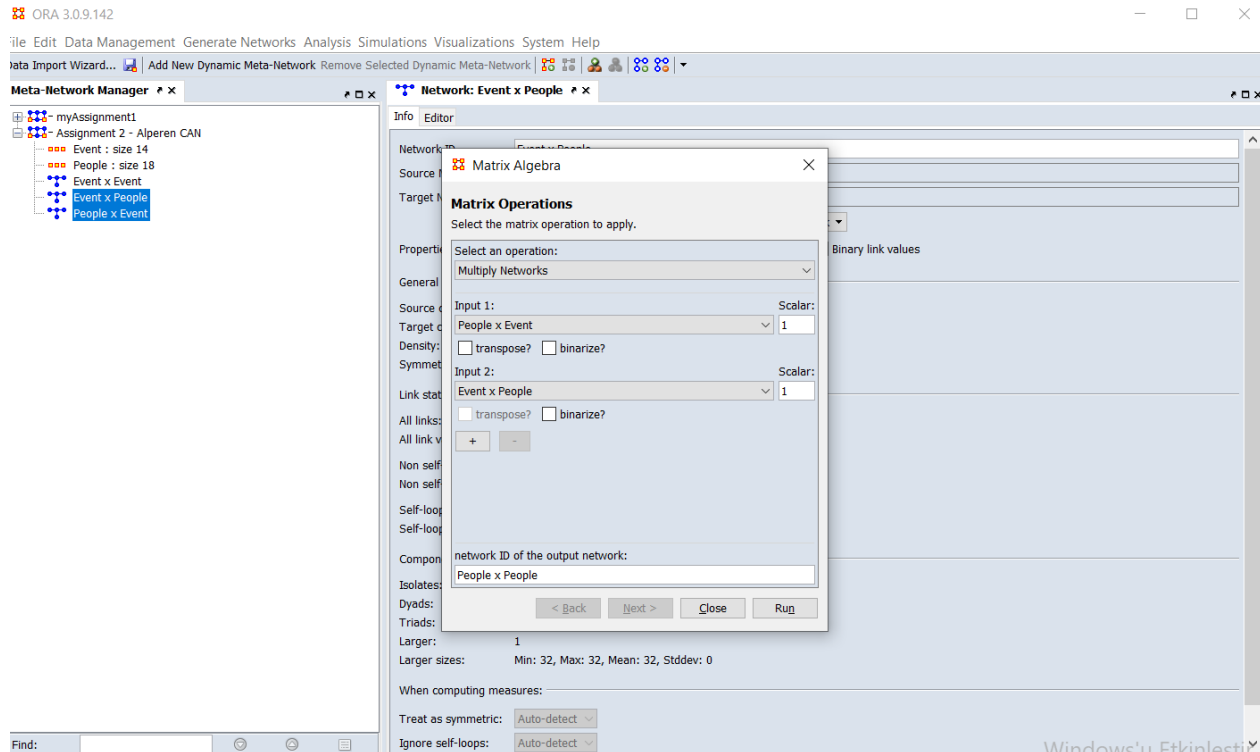 ORA 3.0.9.142
ile Edit Data Management Generate Networks Analysis Simulations Visualizations System Help
Data Import Wizard... Add New Dynamic Meta-Network Remove Selected Dynamic Meta-Network
Meta-Network Manager
Network: Event x People
myAssignment1
Assignment 2 - Alperen CAN
Event : size 14
People : size 18
Event x Event
Event x People
People x Event
Info Editor
Network ID
Source N
Target N
Binary link values
Properti
General
Source c
Target c
Density:
Symmet
Link stat
All links:
All link v
Non self
Non self
Self-loop
Self-loop
Compon
Isolates:
Dyads:
Triads:
Larger: 1
Larger sizes: Min: 32, Max: 32, Mean: 32, Stddev: 0
When computing measures:
Treat as symmetric: Auto-detect
Ignore self-loops: Auto-detect
Matrix Algebra
Matrix Operations
Select the matrix operation to apply.
Select an operation:
Multiply Networks
Input 1: Scalar:
People x Event 1
transpose? binarize?
Input 2: Scalar:
Event x People 1
transpose? binarize?
+ -
network ID of the output network:
People x People
< Back Next > Close Run
Find:
Windows'u Etkinleştir